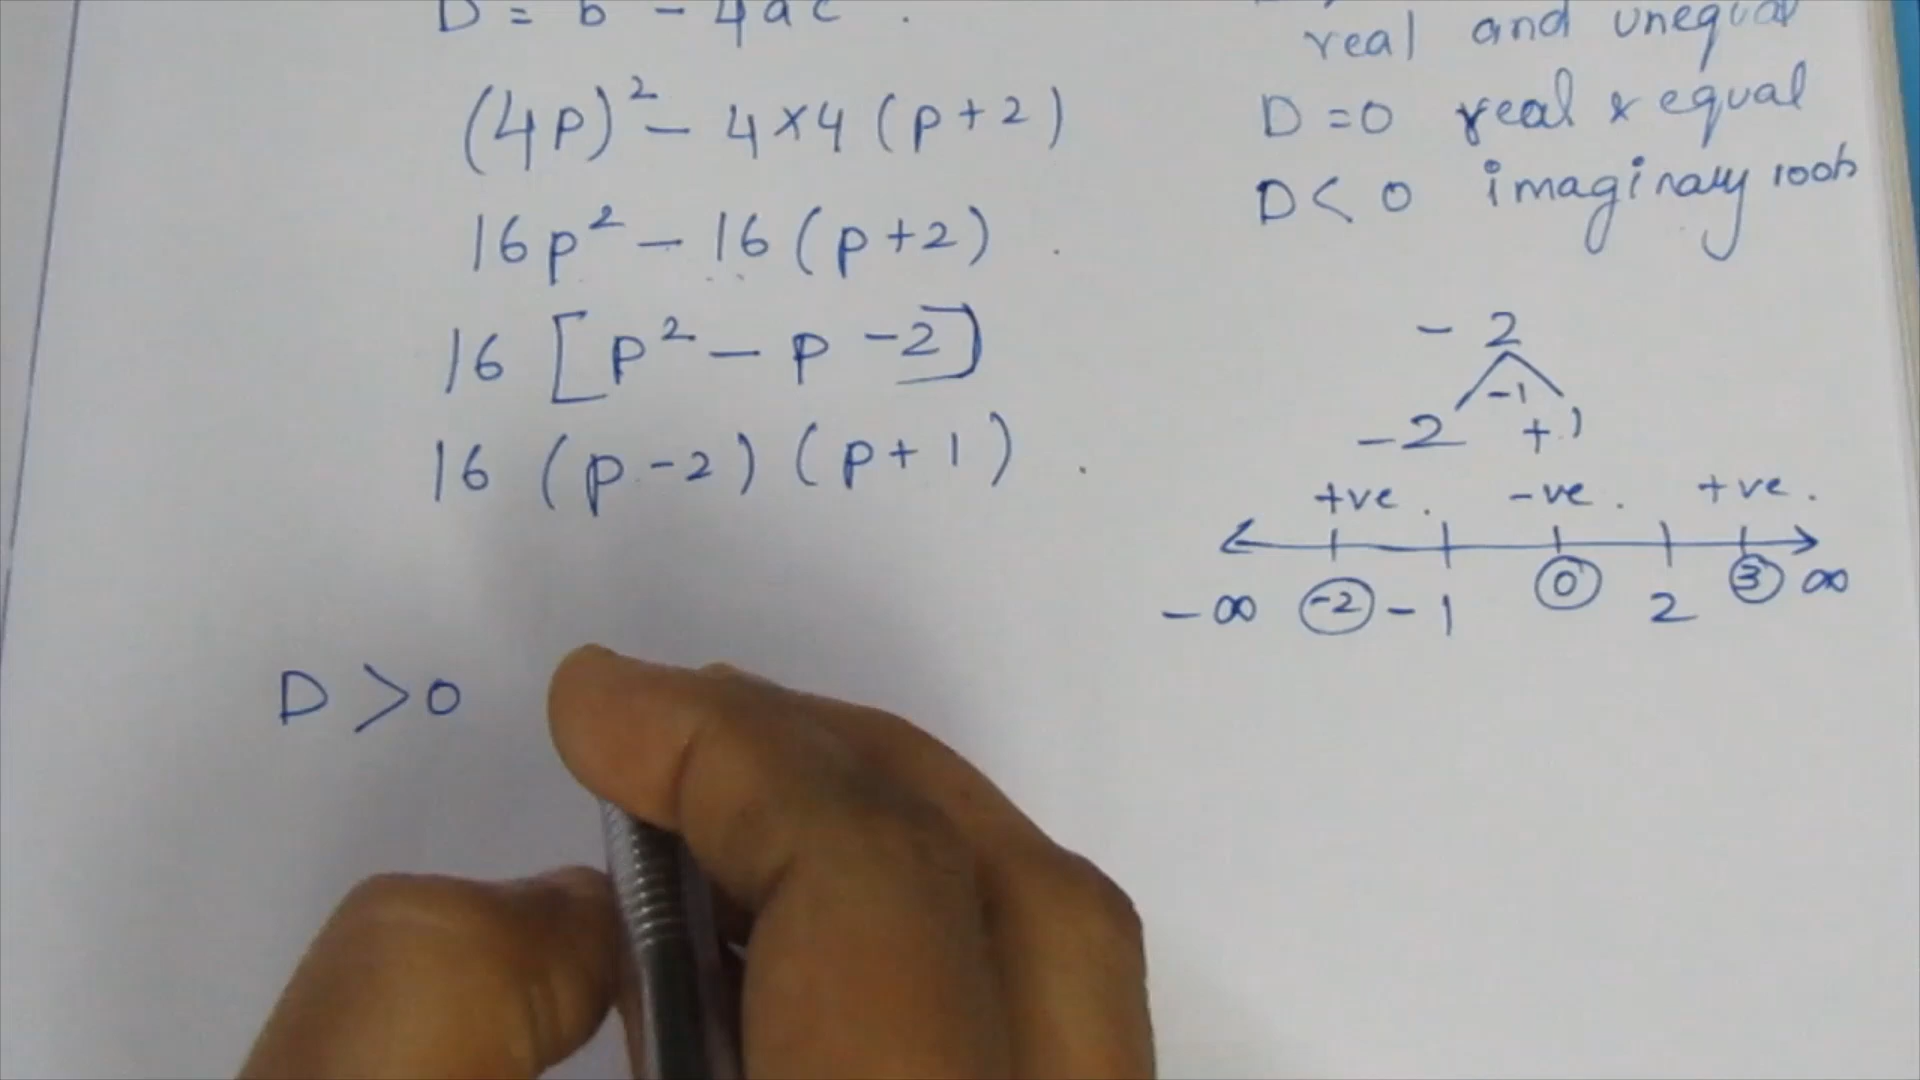 D = b - 4ac .
(4p)² - 4×4 (p+2)
16p² - 16 (p+2) .
16 [p² - p - 2]
16 (p-2) (p+1) .
D > 0
real and unequal
D = 0 real & equal
D < 0 imaginary roots
- 2
-1
-2 +1
+ve . -ve . +ve .
-∞ -2 -1 0 2 3 ∞